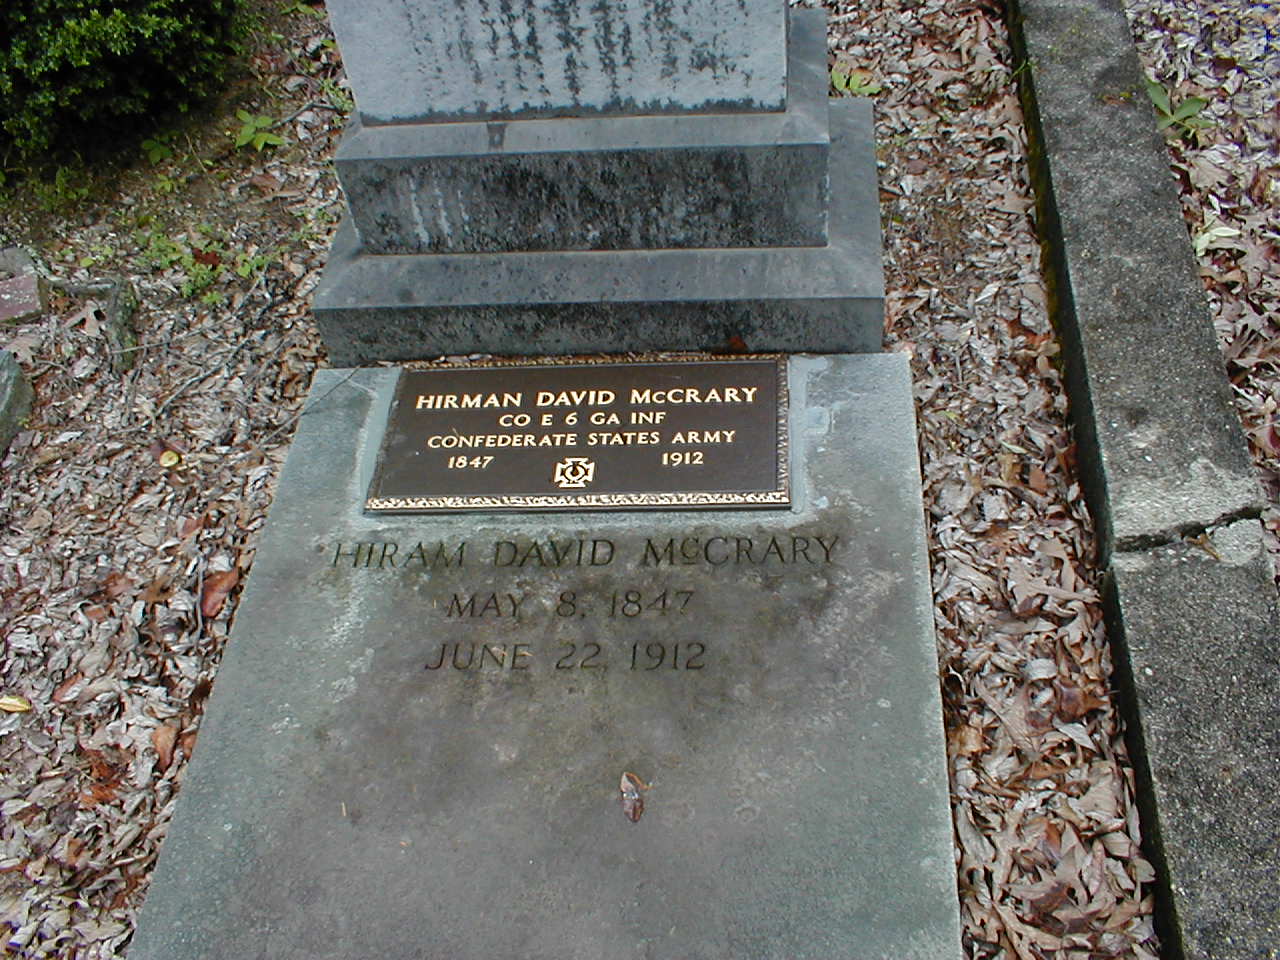 HIRMAN DAVID McCRARY
CO E 6 GA INF
CONFEDERATE STATES ARMY
1847 1912
HIRAM DAVID McCRARY
MAY 8, 1847
JUNE 22, 1912